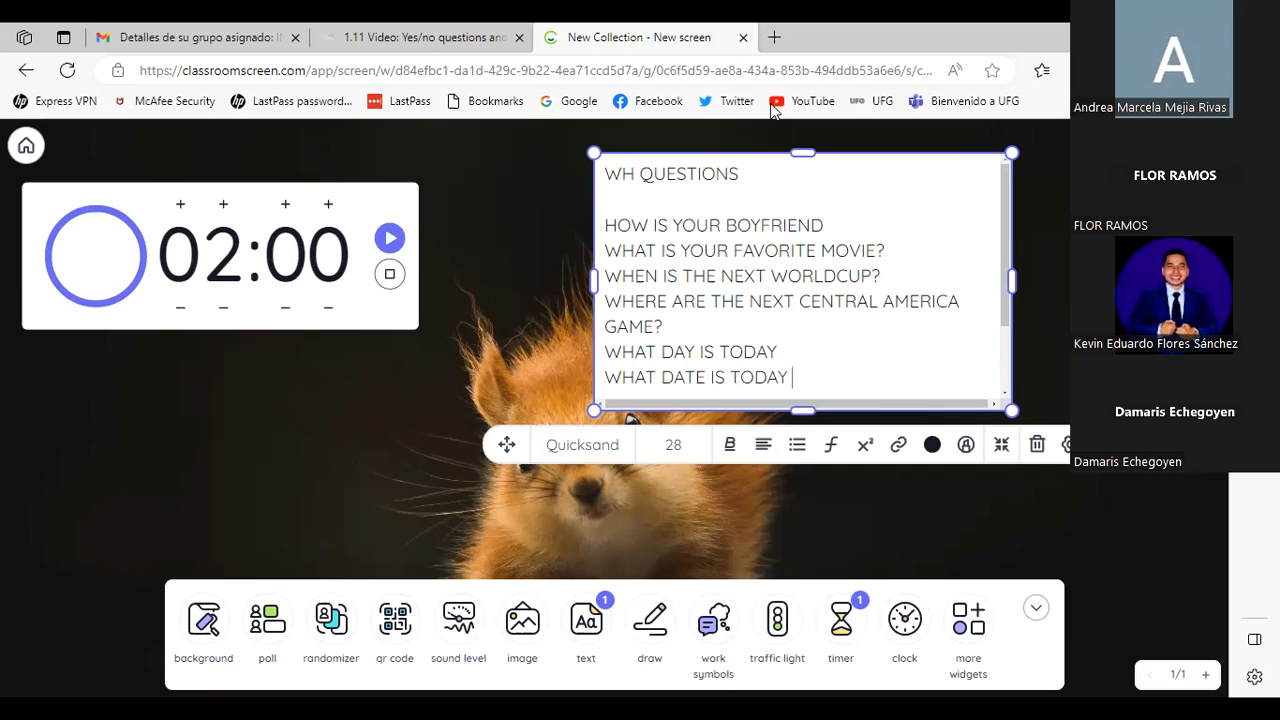 Detalles de su grupo asignado: II
1.11 Video: Yes/no questions and
New Collection - New screen
https://classroomscreen.com/app/screen/w/d84efbc1-da1d-429c-9b22-4ea71ccd5d7a/g/0c6f5d59-ae8a-434a-853b-494ddb53a6e6/s/c...
Express VPN
McAfee Security
LastPass password...
LastPass
Bookmarks
Google
Facebook
Twitter
YouTube
UFG
Bienvenido a UFG
A
Andrea Marcela Mejia Rivas
FLOR RAMOS
FLOR RAMOS
Kevin Eduardo Flores Sánchez
Damaris Echegoyen
Damaris Echegoyen
02:00
WH QUESTIONS
HOW IS YOUR BOYFRIEND
WHAT IS YOUR FAVORITE MOVIE?
WHEN IS THE NEXT WORLDCUP?
WHERE ARE THE NEXT CENTRAL AMERICA
GAME?
WHAT DAY IS TODAY
WHAT DATE IS TODAY
Quicksand
28
background
poll
randomizer
qr code
sound level
image
text
1
draw
work
symbols
traffic light
timer
1
clock
more
widgets
1/1